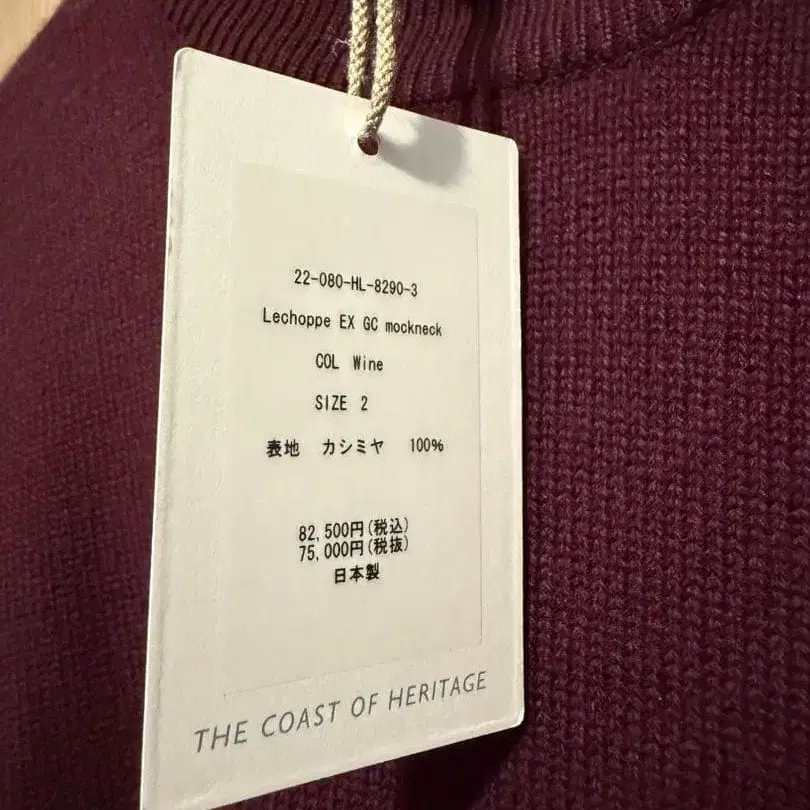 22-080-HL-8290-3
Lechoppe EX GC mockneck
COL Wine
SIZE 2
表地 カシミヤ 100%
82,500円(税込)
75,000円(税抜)
日本製
THE COAST OF HERITAGE